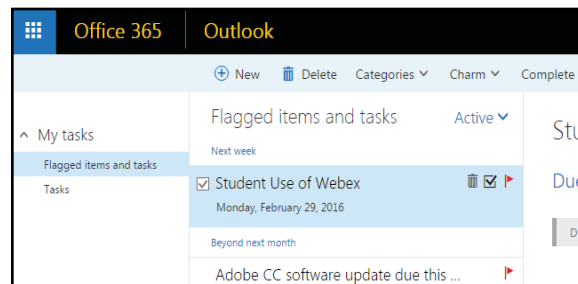 Office 365 Outlook
New Delete Categories Charm Complete
My tasks
Flagged items and tasks
Tasks
Flagged items and tasks Active
Next week
Student Use of Webex
Monday, February 29, 2016
Beyond next month
Adobe CC software update due this ...